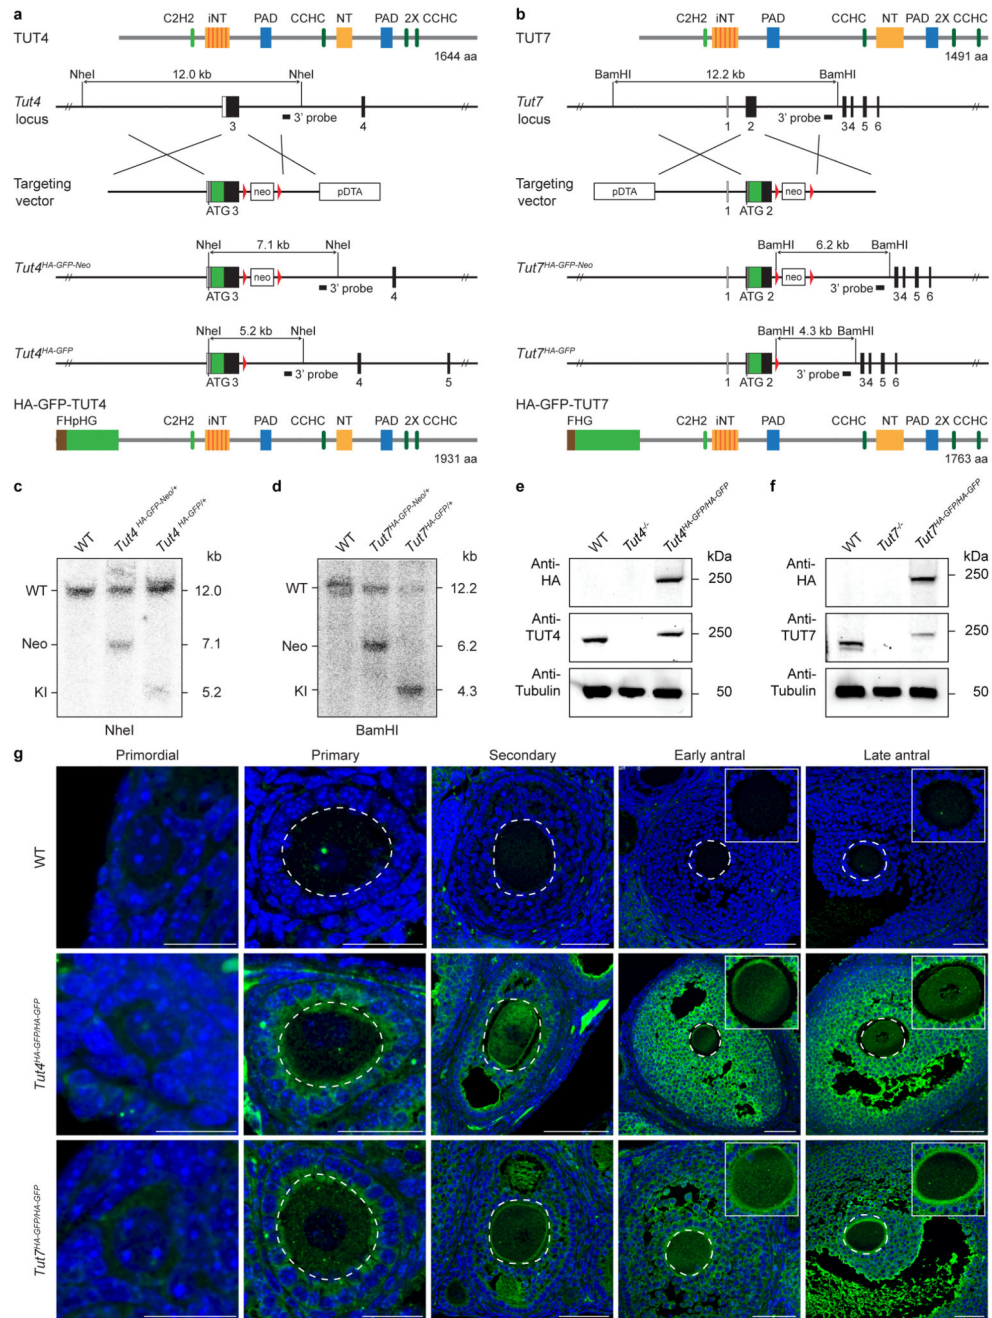 a
C2H2 iNT PAD CCHC NT PAD 2X CCHC
TUT4
1644 aa
NheI 12.0 kb NheI
Tut4 locus
3' probe
3 4
Targeting vector
neo pDTA
ATG 3
NheI 7.1 kb NheI
Tut4HA-GFP-Neo
neo
ATG 3 3' probe 4
NheI 5.2 kb NheI
Tut4HA-GFP
ATG 3 3' probe 4 5
HA-GFP-TUT4
FHpHG C2H2 iNT PAD CCHC NT PAD 2X CCHC
1931 aa
b
C2H2 iNT PAD CCHC NT PAD 2X CCHC
TUT7
1491 aa
BamHI 12.2 kb BamHI
Tut7 locus
3' probe
1 2 34 5 6
Targeting vector
pDTA neo
1 ATG 2
BamHI 6.2 kb BamHI
Tut7HA-GFP-Neo
neo
1 ATG 2 3' probe 34 5 6
BamHI 4.3 kb BamHI
Tut7HA-GFP
1 ATG 2 3' probe 34 5 6
HA-GFP-TUT7
FHG C2H2 iNT PAD CCHC NT PAD 2X CCHC
1763 aa
c
WT Tut4HA-GFP-Neo/+ Tut4HA-GFP/+
kb
WT 12.0
Neo 7.1
KI 5.2
NheI
d
WT Tut7HA-GFP-Neo/+ Tut7HA-GFP/+
kb
WT 12.2
Neo 6.2
KI 4.3
BamHI
e
WT Tut4-/- Tut4HA-GFP/HA-GFP
kDa
Anti-HA 250
Anti-TUT4 250
Anti-Tubulin 50
f
WT Tut7-/- Tut7HA-GFP/HA-GFP
kDa
Anti-HA 250
Anti-TUT7 250
Anti-Tubulin 50
g
Primordial Primary Secondary Early antral Late antral
WT
Tut4HA-GFP/HA-GFP
Tut7HA-GFP/HA-GFP